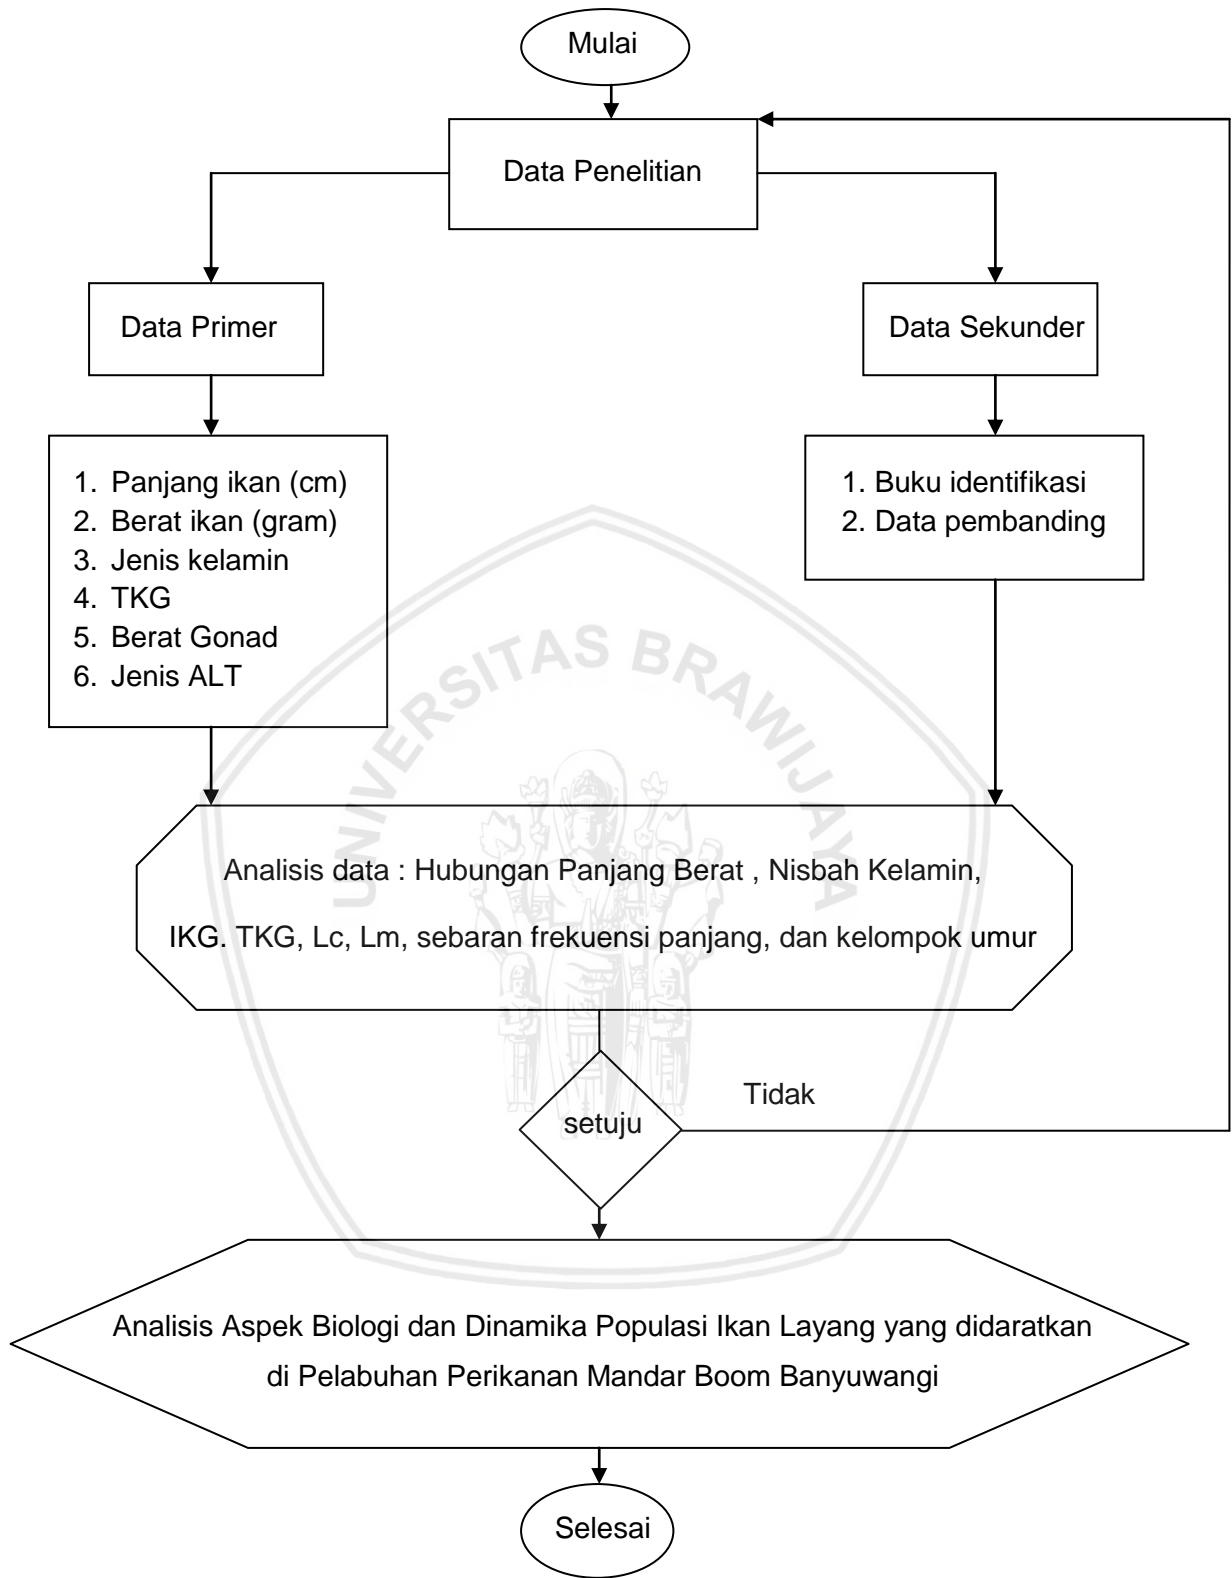 Mulai
Data Penelitian
Data Primer
Data Sekunder
1. Panjang ikan (cm)
2. Berat ikan (gram)
3. Jenis kelamin
4. TKG
5. Berat Gonad
6. Jenis ALT
1. Buku identifikasi
2. Data pembanding
UNIVERSITAS BRAWIJAYA
Analisis data : Hubungan Panjang Berat , Nisbah Kelamin,
IKG. TKG, Lc, Lm, sebaran frekuensi panjang, dan kelompok umur
setuju
Tidak
Analisis Aspek Biologi dan Dinamika Populasi Ikan Layang yang didaratkan
di Pelabuhan Perikanan Mandar Boom Banyuwangi
Selesai